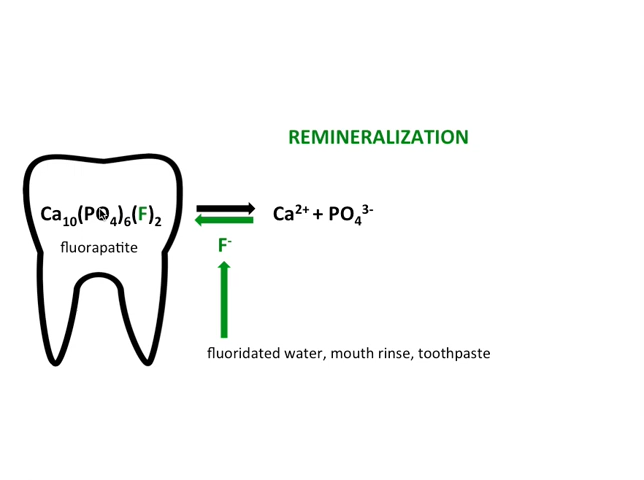 REMINERALIZATION
Ca10(PO4)6(F)2
Ca2+ + PO43-
fluorapatite
F-
fluoridated water, mouth rinse, toothpaste